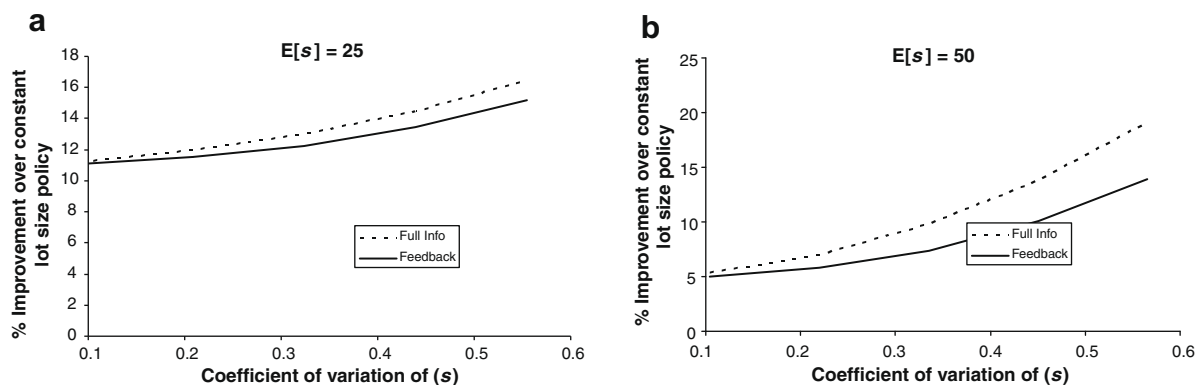 a
E[s] = 25
% Improvement over constant
lot size policy
18
16
14
12
10
8
6
4
2
0
0.1 0.2 0.3 0.4 0.5 0.6
Full Info
Feedback
Coefficient of variation of (s)
b
E[s] = 50
% Improvement over constant
lot size policy
25
20
15
10
5
0
0.1 0.2 0.3 0.4 0.5 0.6
Full Info
Feedback
Coefficient of variation of (s)